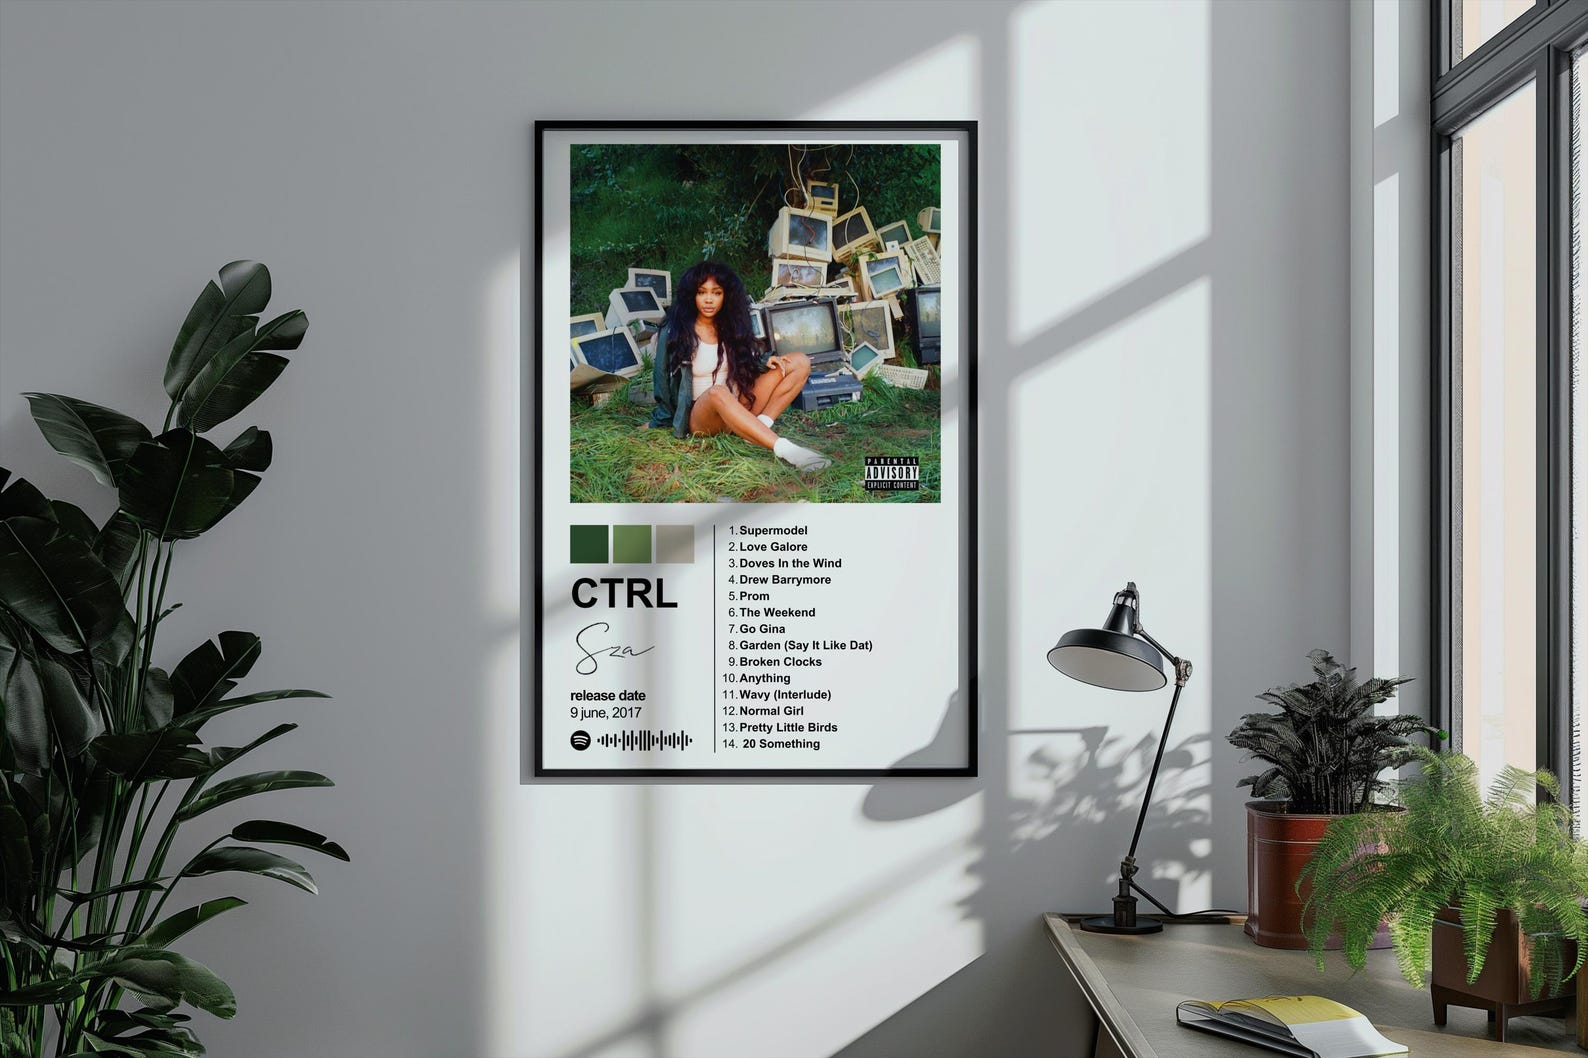 PARENTAL
ADVISORY
EXPLICIT CONTENT
CTRL
Sza
release date
9 june, 2017
1. Supermodel
2. Love Galore
3. Doves In the Wind
4. Drew Barrymore
5. Prom
6. The Weekend
7. Go Gina
8. Garden (Say It Like Dat)
9. Broken Clocks
10. Anything
11. Wavy (Interlude)
12. Normal Girl
13. Pretty Little Birds
14. 20 Something